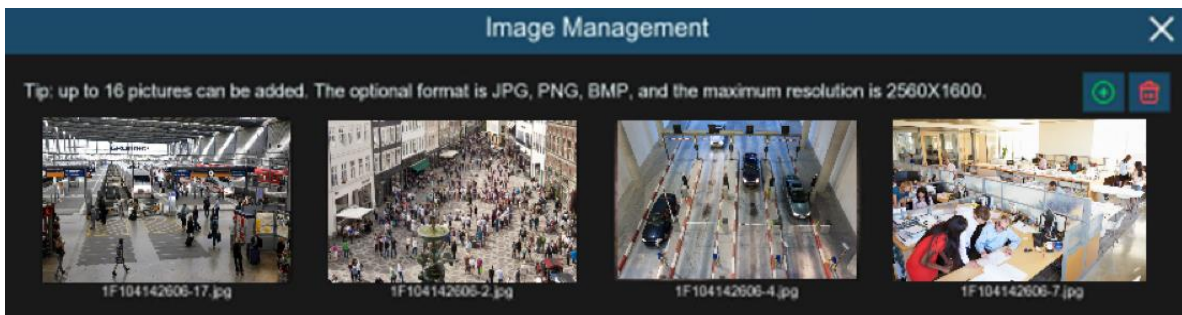 Image Management
Tip: up to 16 pictures can be added. The optional format is JPG, PNG, BMP, and the maximum resolution is 2560X1600.
1F104142606-17.jpg
1F104142606-2.jpg
1F104142606-4.jpg
1F104142606-7.jpg